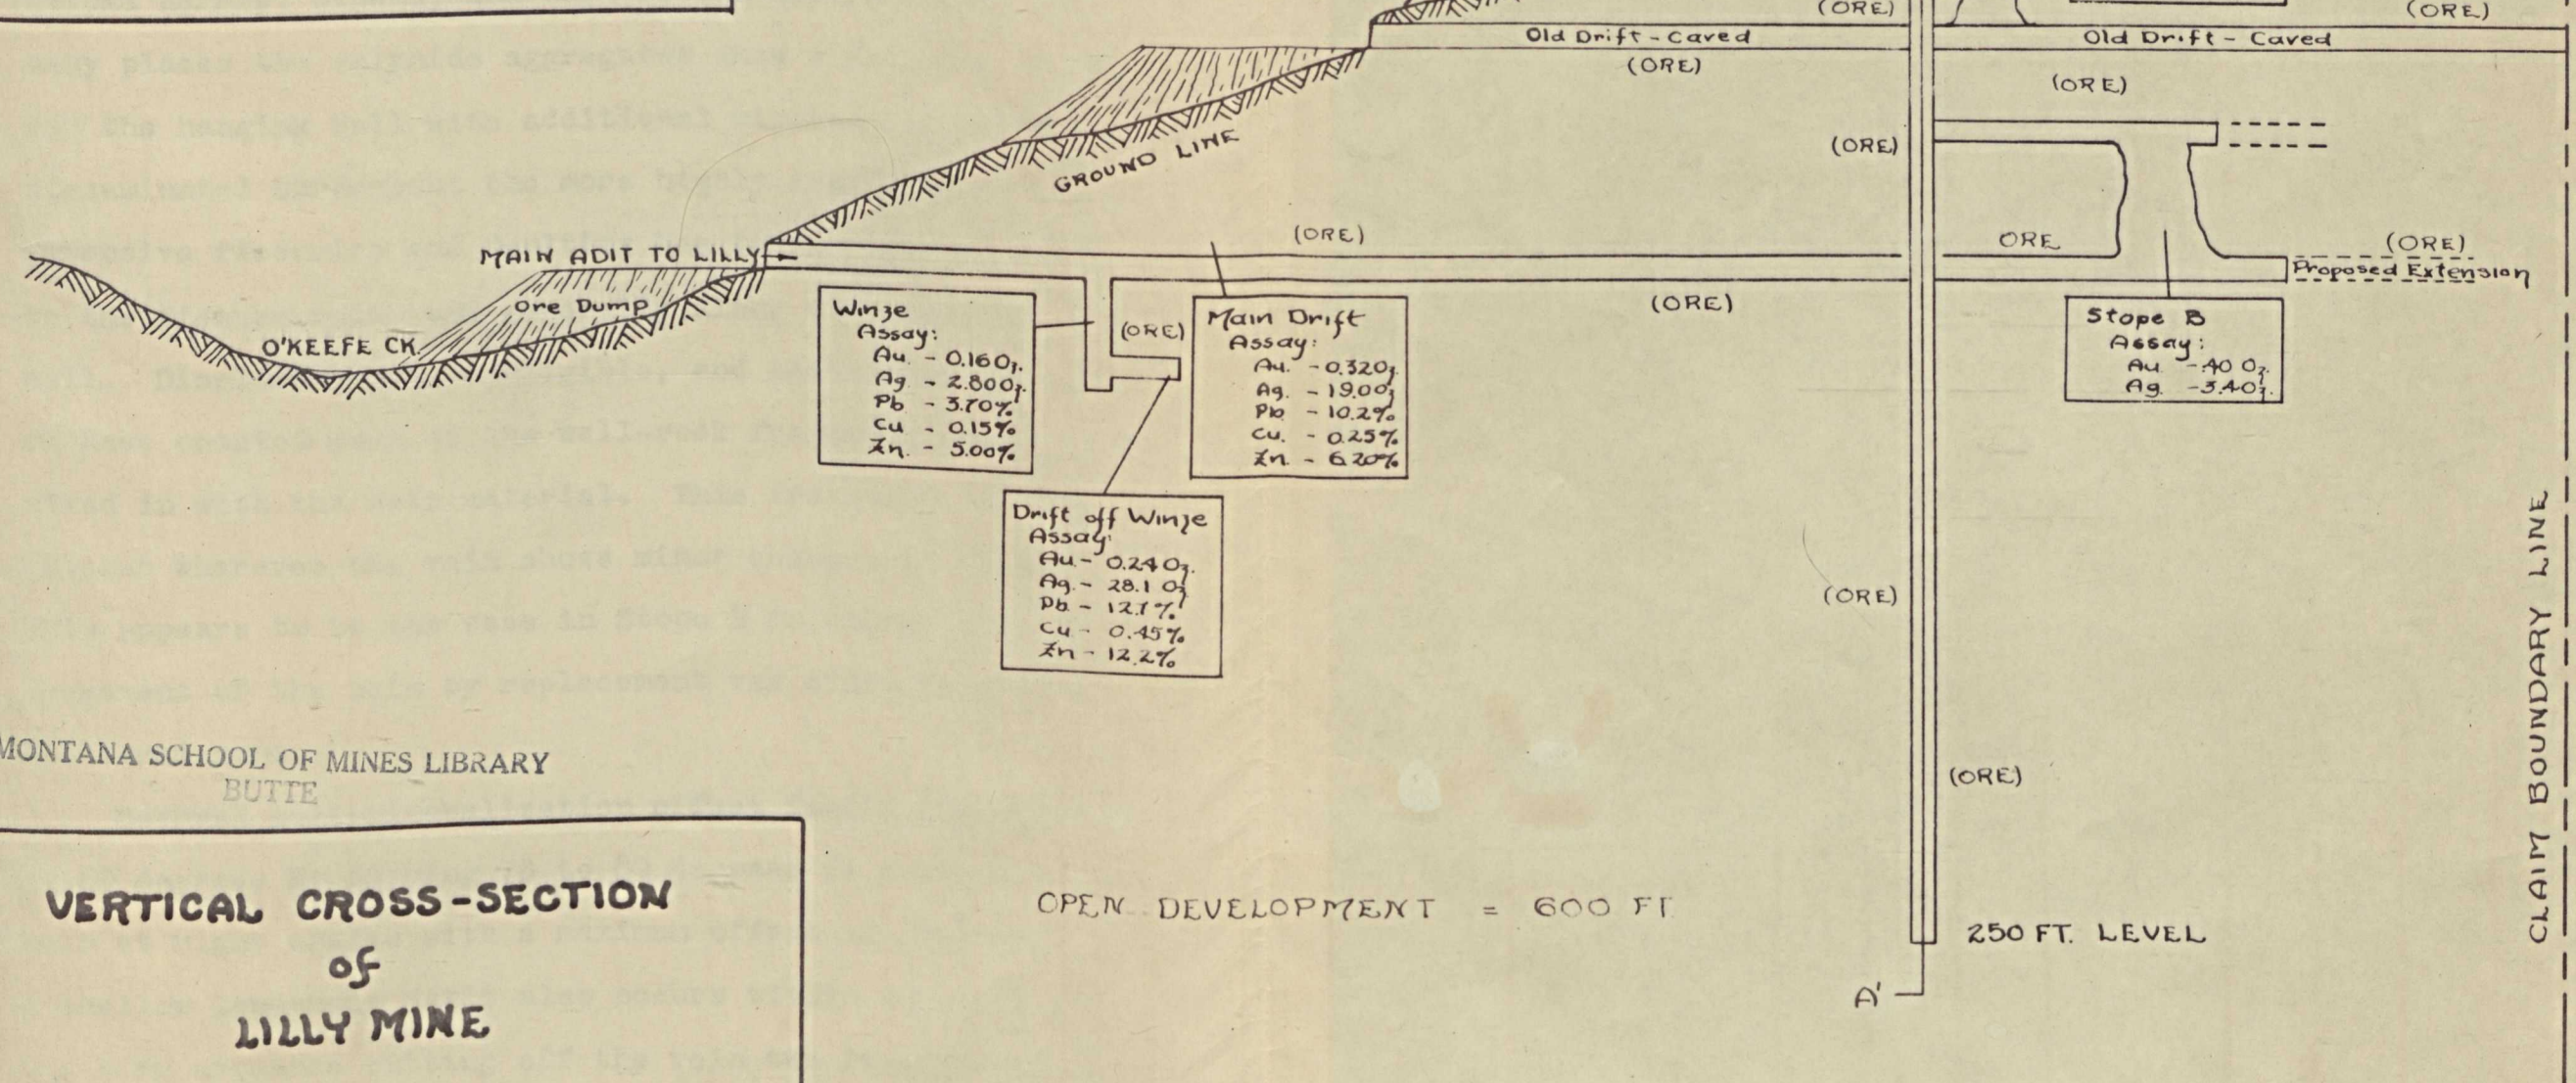 (ORE)
(ORE)
Old Drift - Caved
Old Drift - Caved
(ORE)
(ORE)
(ORE)
GROUND LINE
(ORE)
ORE
(ORE)
MAIN ADIT TO LILLY
Proposed Extension
Ore Dump
(ORE)
(ORE)
O'KEEFE CK.
Winze
Assay:
Au. - 0.16 Oz.
Ag. - 2.80 Oz.
Pb - 3.70%
Cu - 0.15%
Zn. - 5.00%
Main Drift
Assay:
Au. - 0.32 Oz.
Ag. - 19.00 Oz.
Pb - 10.2%
Cu. - 0.25%
Zn. - 6.20%
Stope B
Assay:
Au - .40 Oz.
Ag. - 3.4 Oz.
Drift off Winze
Assay:
Au - 0.24 Oz.
Ag. - 28.1 Oz.
Pb - 12.7%
Cu - 0.45%
Zn - 12.2%
(ORE)
(ORE)
CLAIM BOUNDARY LINE
MONTANA SCHOOL OF MINES LIBRARY
BUTTE
VERTICAL CROSS-SECTION
of
LILLY MINE
OPEN DEVELOPMENT = 600 FT
250 FT. LEVEL
A'